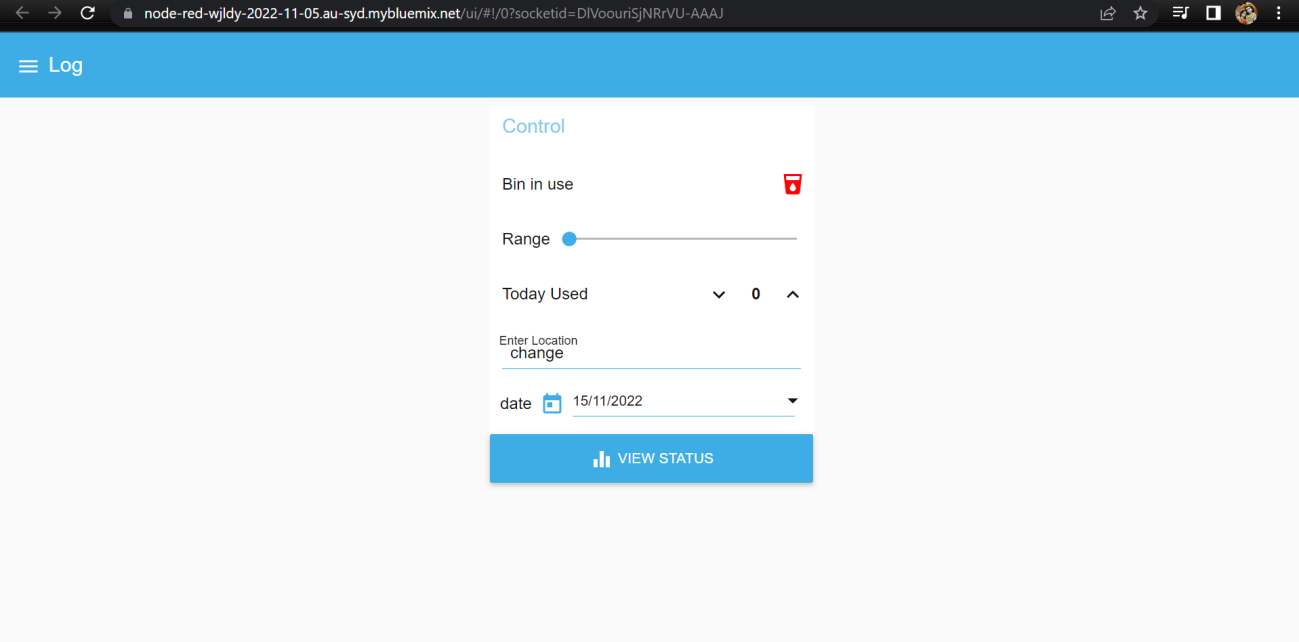 node-red-wjldy-2022-11-05.au-syd.mybluemix.net/ui/#!/0?socketid=DlVoouriSjNRrVU-AAAJ
Log
Control
Bin in use
Range
Today Used 0
Enter Location
change
date 15/11/2022
VIEW STATUS